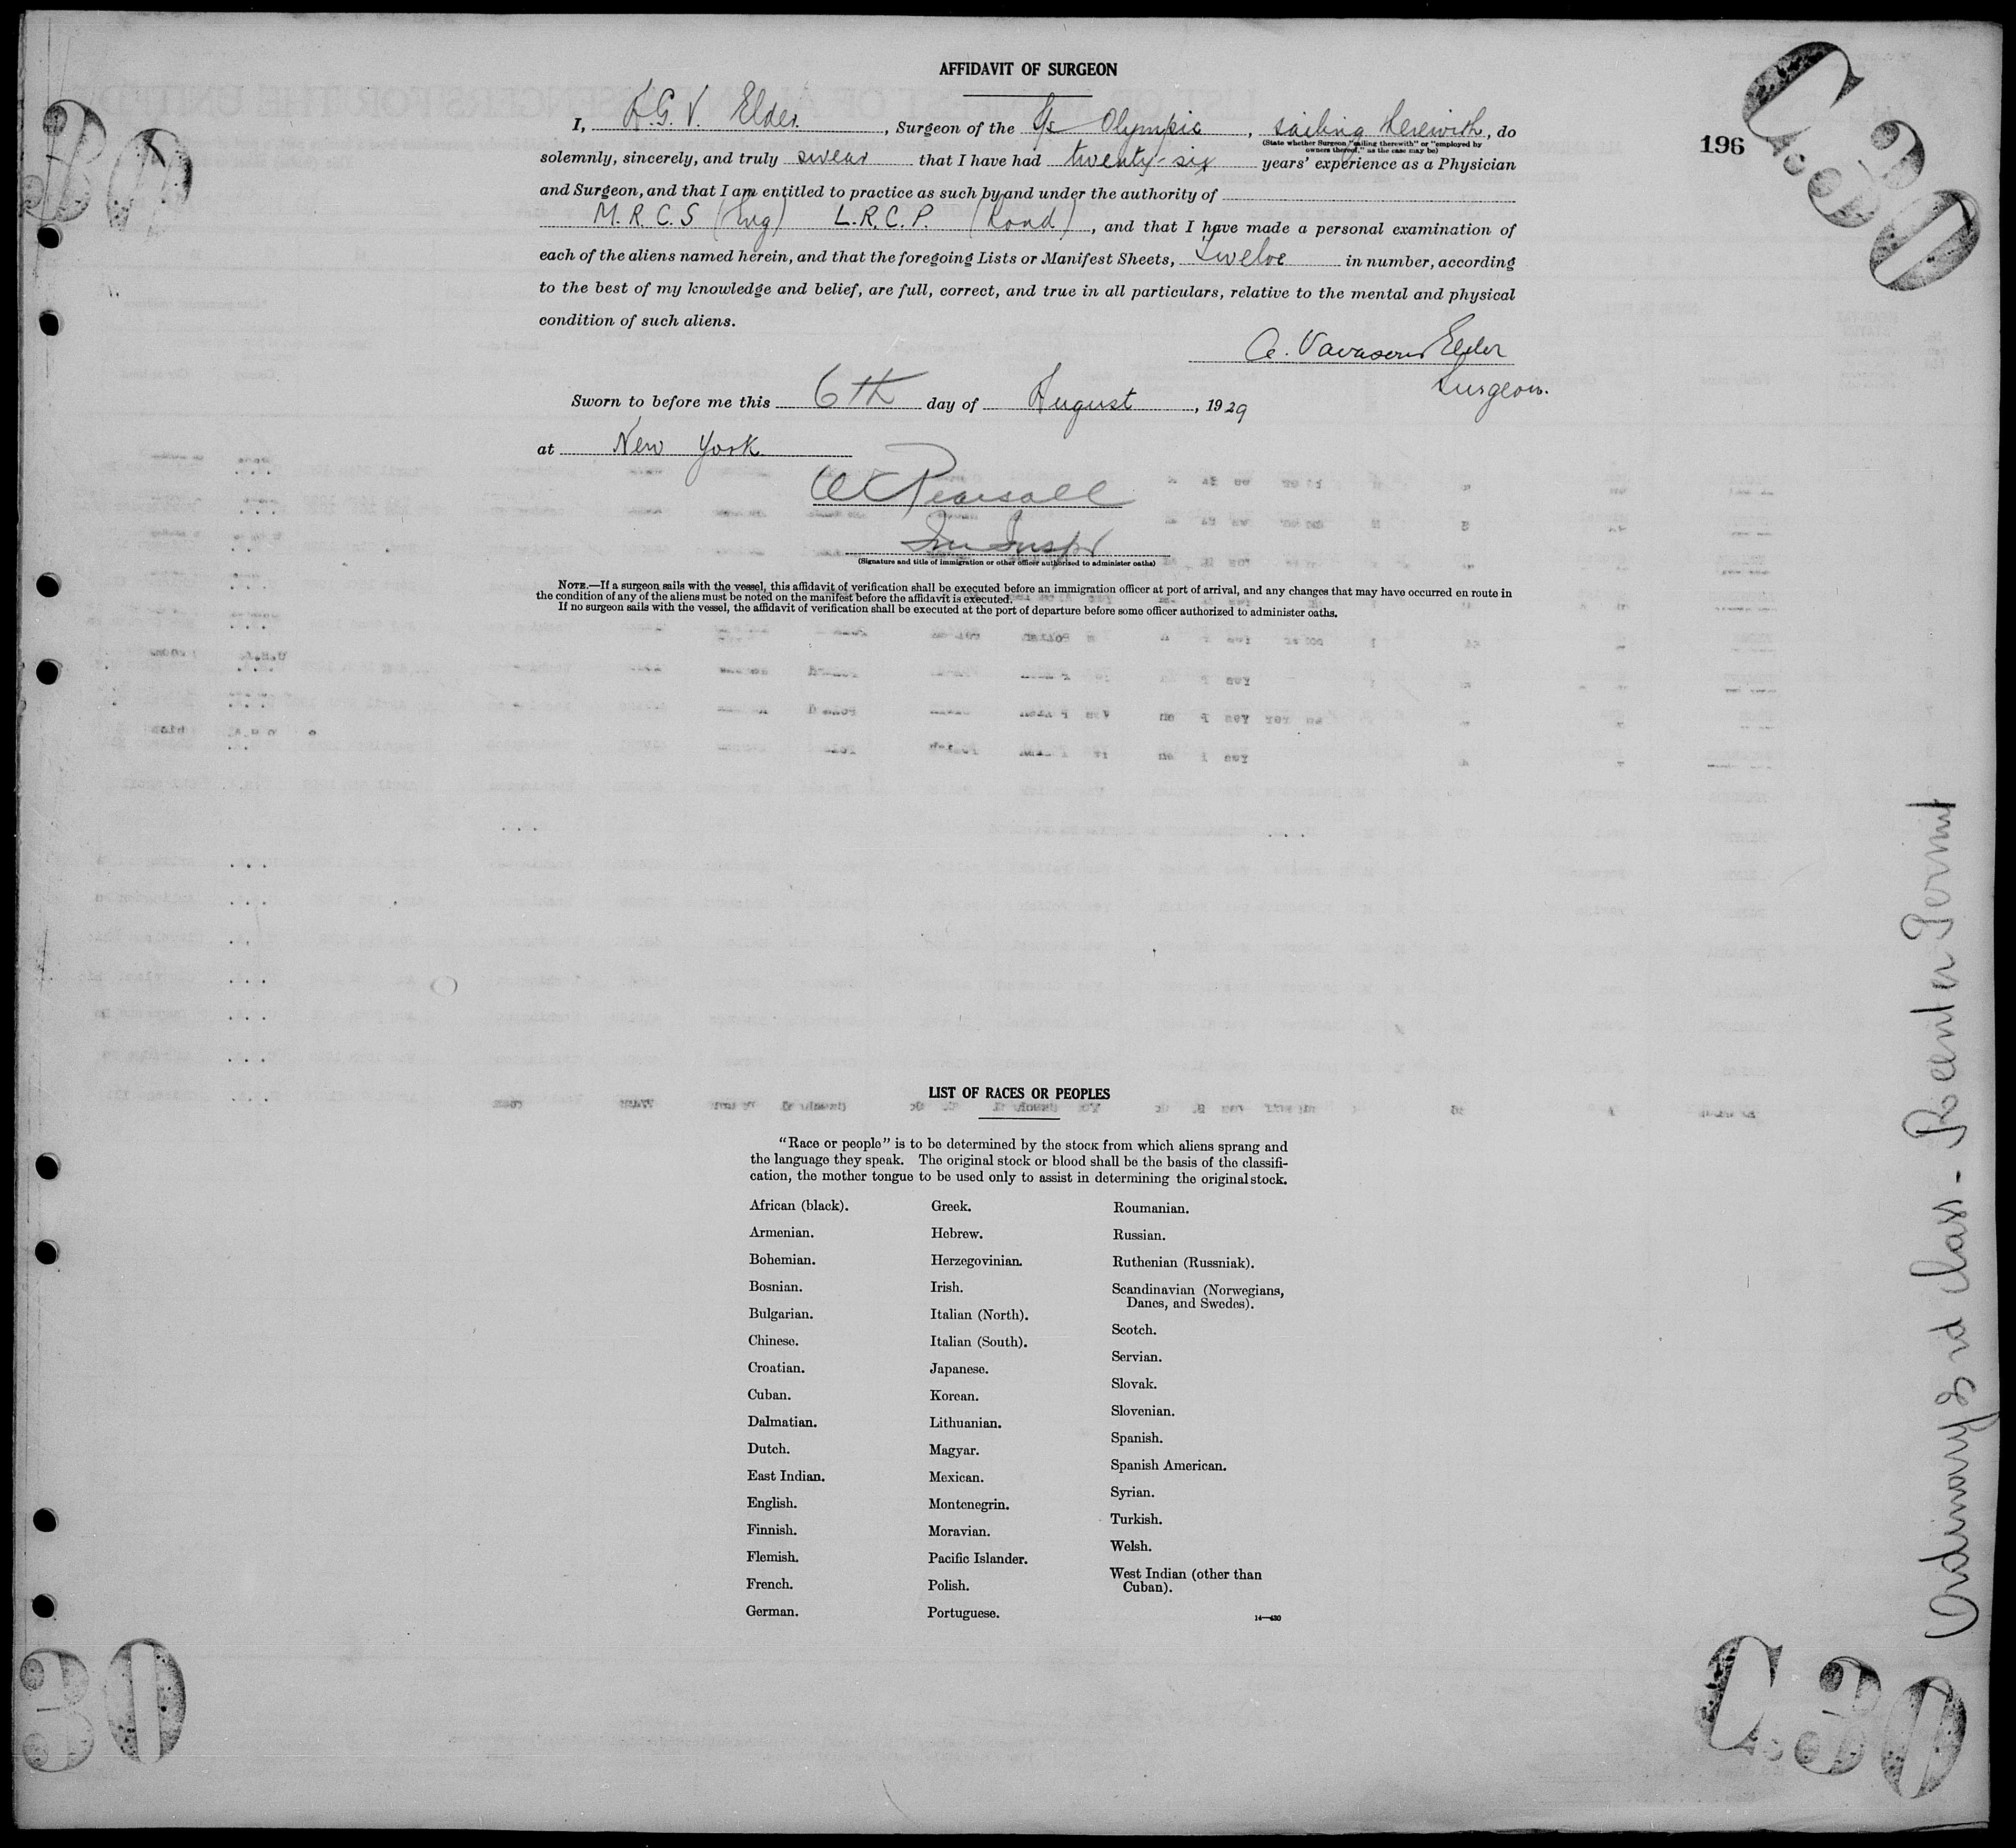 AFFIDAVIT OF SURGEON
I, A.G.V. Elder, Surgeon of the S/s Olympic, sailing therewith, do
(State whether Surgeon "sailing therewith" or "employed by
owners thereof," as the case may be)
196
solemnly, sincerely, and truly swear that I have had twenty-six years' experience as a Physician
and Surgeon, and that I am entitled to practice as such by and under the authority of
M.R.C.S (Eng) L.R.C.P. (Lond), and that I have made a personal examination of
each of the aliens named herein, and that the foregoing Lists or Manifest Sheets, twelve in number, according
to the best of my knowledge and belief, are full, correct, and true in all particulars, relative to the mental and physical
condition of such aliens.
A. Vavasour Elder
Surgeon.
Sworn to before me this 6th day of August, 1929
at New York
Pearsall
Im Inspr
(Signature and title of immigration or other officer authorized to administer oaths)
NOTE.—If a surgeon sails with the vessel, this affidavit of verification shall be executed before an immigration officer at port of arrival, and any changes that may have occurred en route in
the condition of any of the aliens must be noted on the manifest before the affidavit is executed.
If no surgeon sails with the vessel, the affidavit of verification shall be executed at the port of departure before some officer authorized to administer oaths.
LIST OF RACES OR PEOPLES
"Race or people" is to be determined by the stock from which aliens sprang and
the language they speak. The original stock or blood shall be the basis of the classifi-
cation, the mother tongue to be used only to assist in determining the original stock.
African (black).
Armenian.
Bohemian.
Bosnian.
Bulgarian.
Chinese.
Croatian.
Cuban.
Dalmatian.
Dutch.
East Indian.
English.
Finnish.
Flemish.
French.
German.
Greek.
Hebrew.
Herzegovinian.
Irish.
Italian (North).
Italian (South).
Japanese.
Korean.
Lithuanian.
Magyar.
Mexican.
Montenegrin.
Moravian.
Pacific Islander.
Polish.
Portuguese.
Roumanian.
Russian.
Ruthenian (Russniak).
Scandinavian (Norwegians,
Danes, and Swedes).
Scotch.
Servian.
Slovak.
Slovenian.
Spanish.
Spanish American.
Syrian.
Turkish.
Welsh.
West Indian (other than
Cuban).
14—430
Ordinary 3rd Class - Reenter Permit
30
C 30
30
C 30